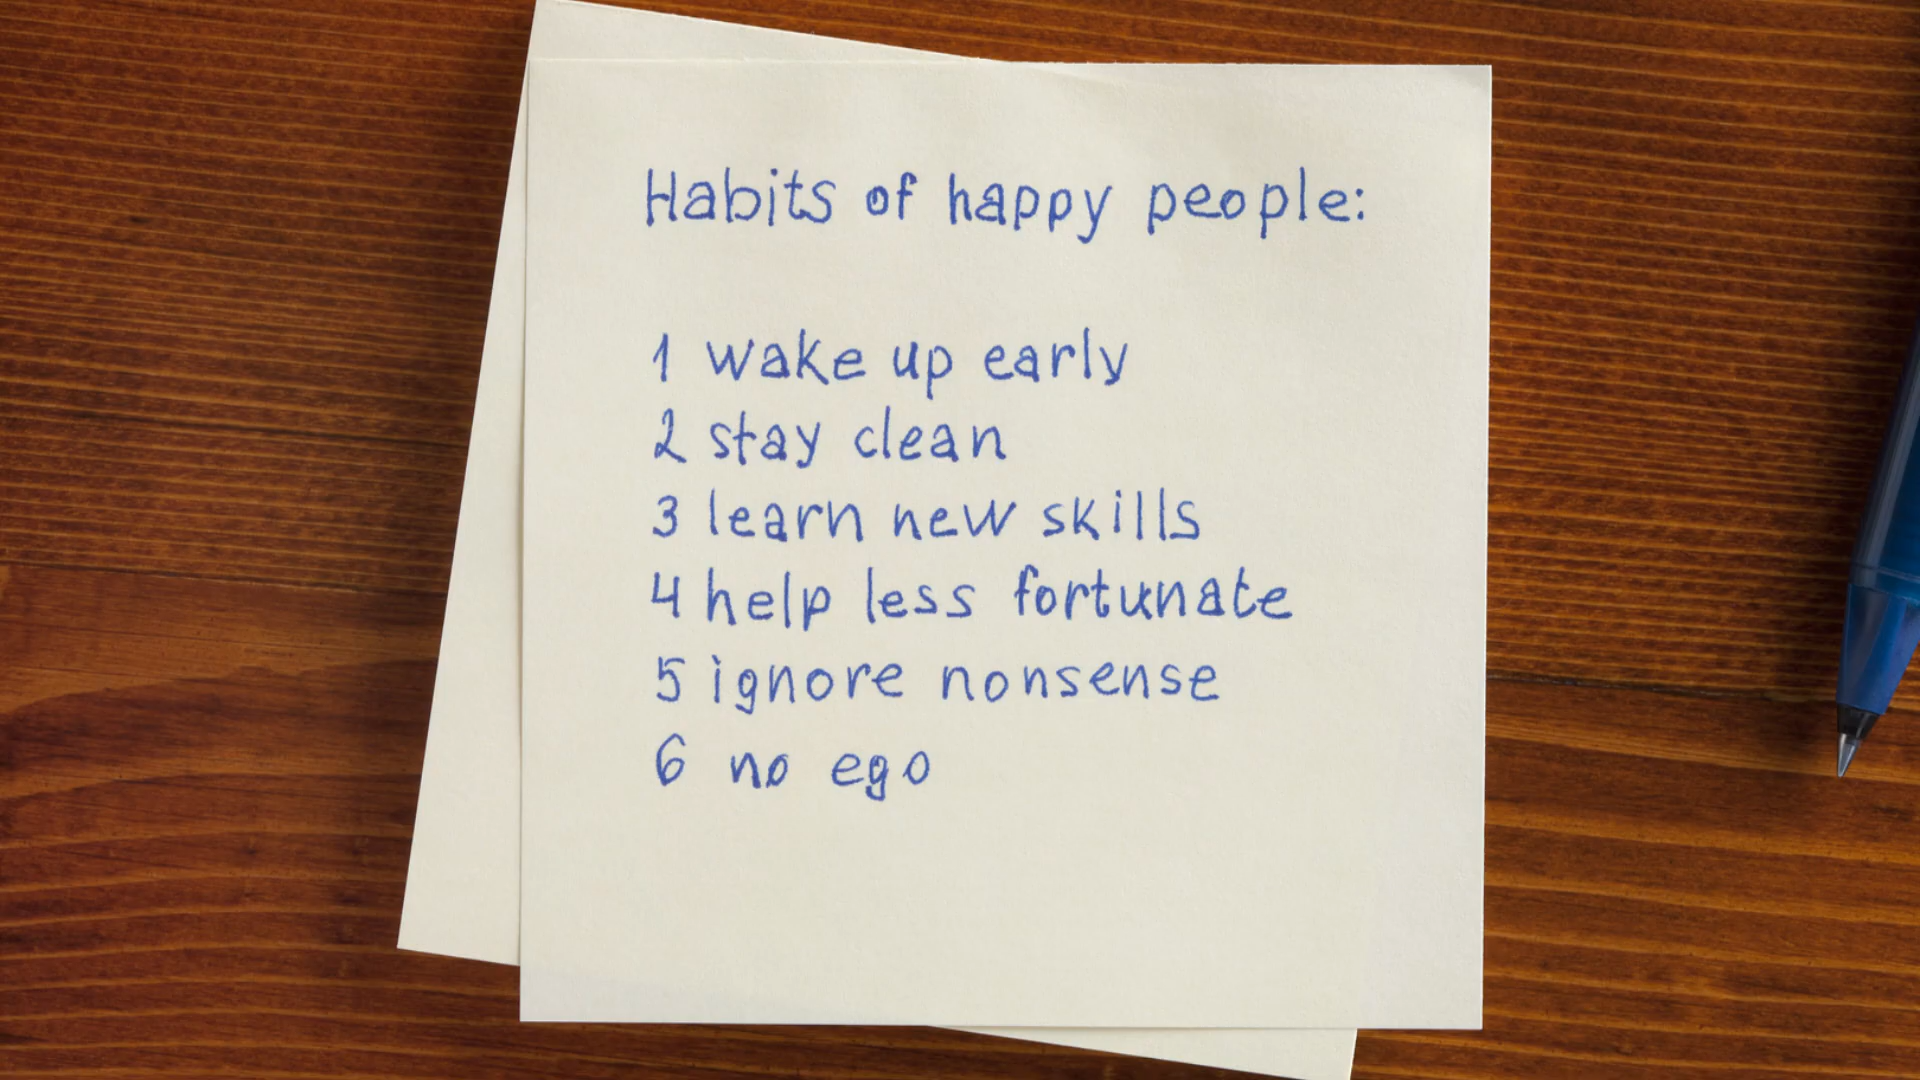 Habits of happy people:
1 wake up early
2 stay clean
3 learn new skills
4 help less fortunate
5 ignore nonsense
6 no ego